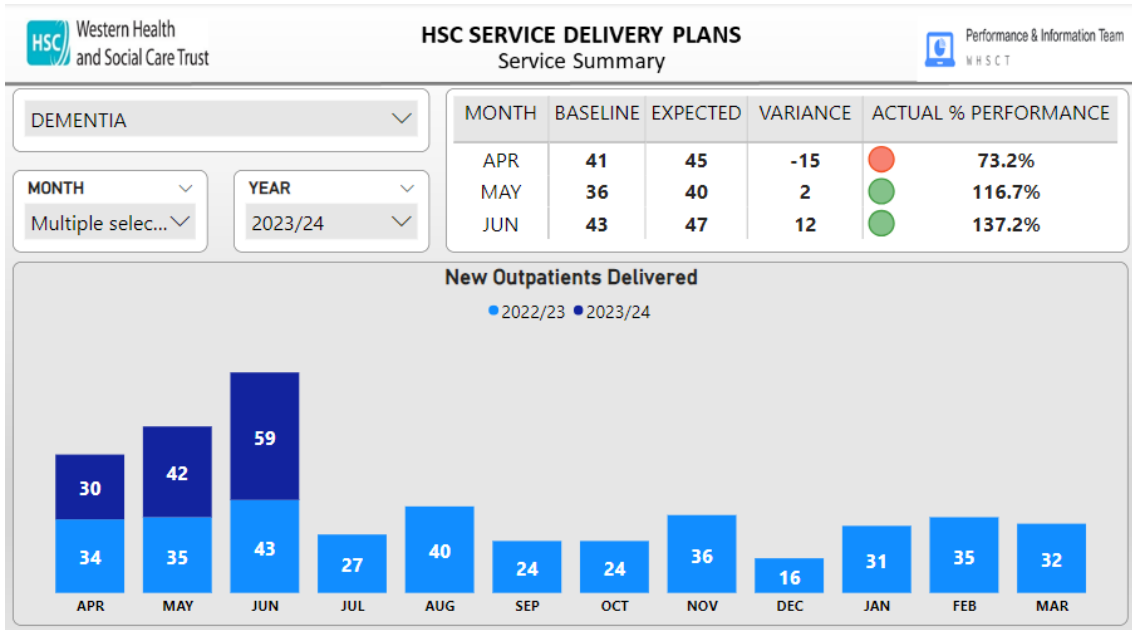 HSC
Western Health
and Social Care Trust
HSC SERVICE DELIVERY PLANS
Service Summary
Performance & Information Team
WHSCT
DEMENTIA
MONTH
Multiple selec...
YEAR
2023/24
MONTH BASELINE EXPECTED VARIANCE ACTUAL % PERFORMANCE
APR 41 45 -15 73.2%
MAY 36 40 2 116.7%
JUN 43 47 12 137.2%
New Outpatients Delivered
2022/23 2023/24
59
42
30
34 35 43 27 40 24 24 36 16 31 35 32
APR MAY JUN JUL AUG SEP OCT NOV DEC JAN FEB MAR